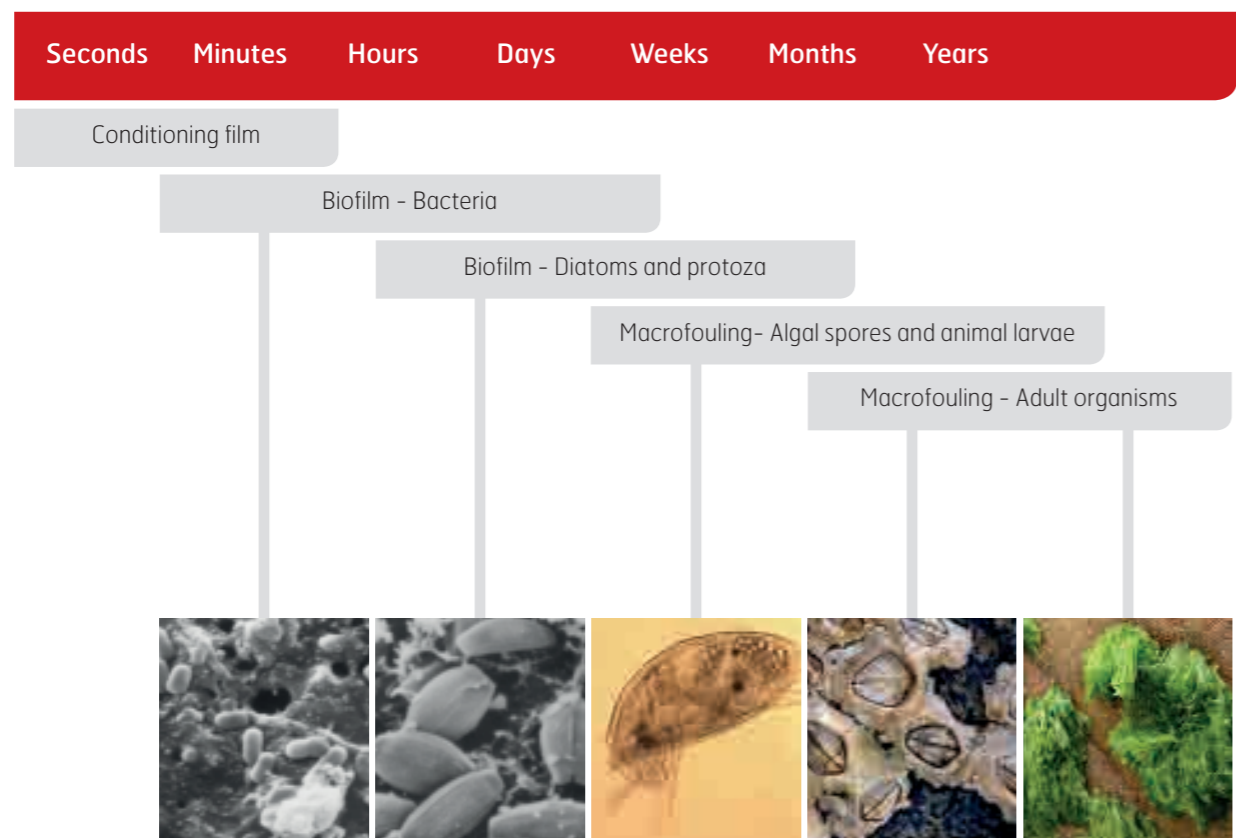 Seconds Minutes Hours Days Weeks Months Years
Conditioning film
Biofilm - Bacteria
Biofilm - Diatoms and protoza
Macrofouling- Algal spores and animal larvae
Macrofouling - Adult organisms